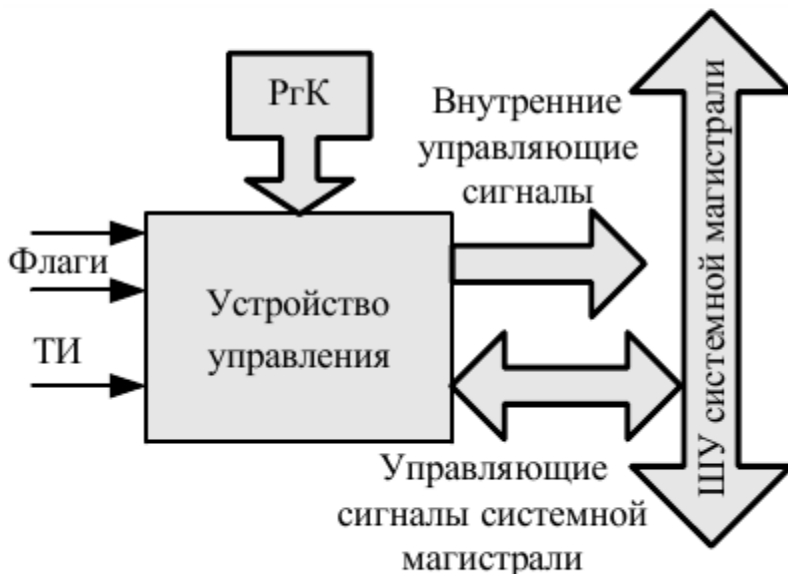 РгК
Внутренние
управляющие
сигналы
Флаги
ТИ
Устройство
управления
Управляющие
сигналы системной
магистрали
ШУ системной магистрали